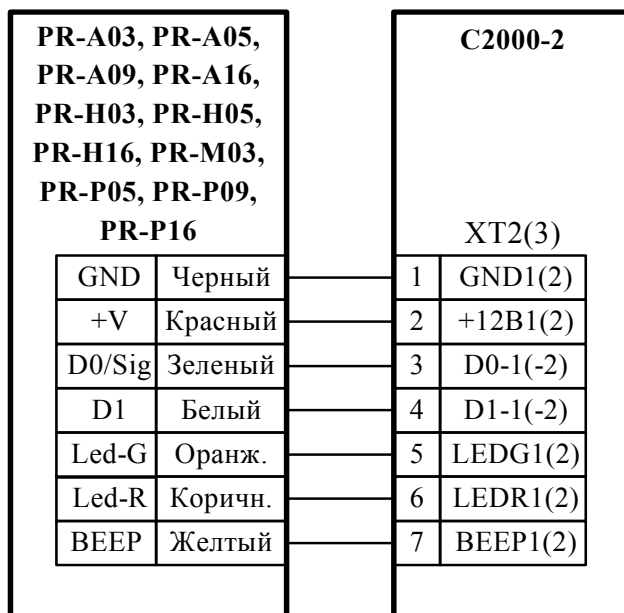 PR-A03, PR-A05,
PR-A09, PR-A16,
PR-H03, PR-H05,
PR-H16, PR-M03,
PR-P05, PR-P09,
PR-P16
GND Черный
+V Красный
D0/Sig Зеленый
D1 Белый
Led-G Оранж.
Led-R Коричн.
BEEP Желтый
С2000-2
XT2(3)
1 GND1(2)
2 +12В1(2)
3 D0-1(-2)
4 D1-1(-2)
5 LEDG1(2)
6 LEDR1(2)
7 BEEP1(2)